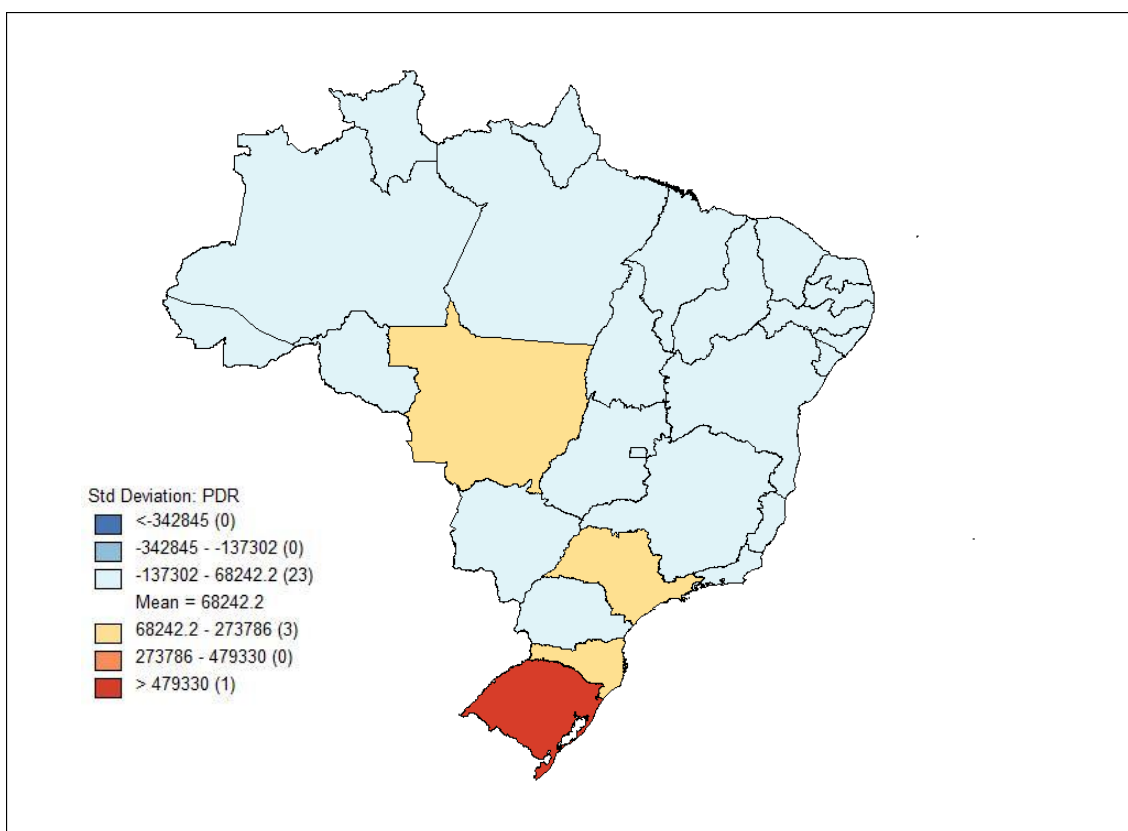 Std Deviation: PDR
<-342845 (0)
-342845 - -137302 (0)
-137302 - 68242.2 (23)
Mean = 68242.2
68242.2 - 273786 (3)
273786 - 479330 (0)
> 479330 (1)